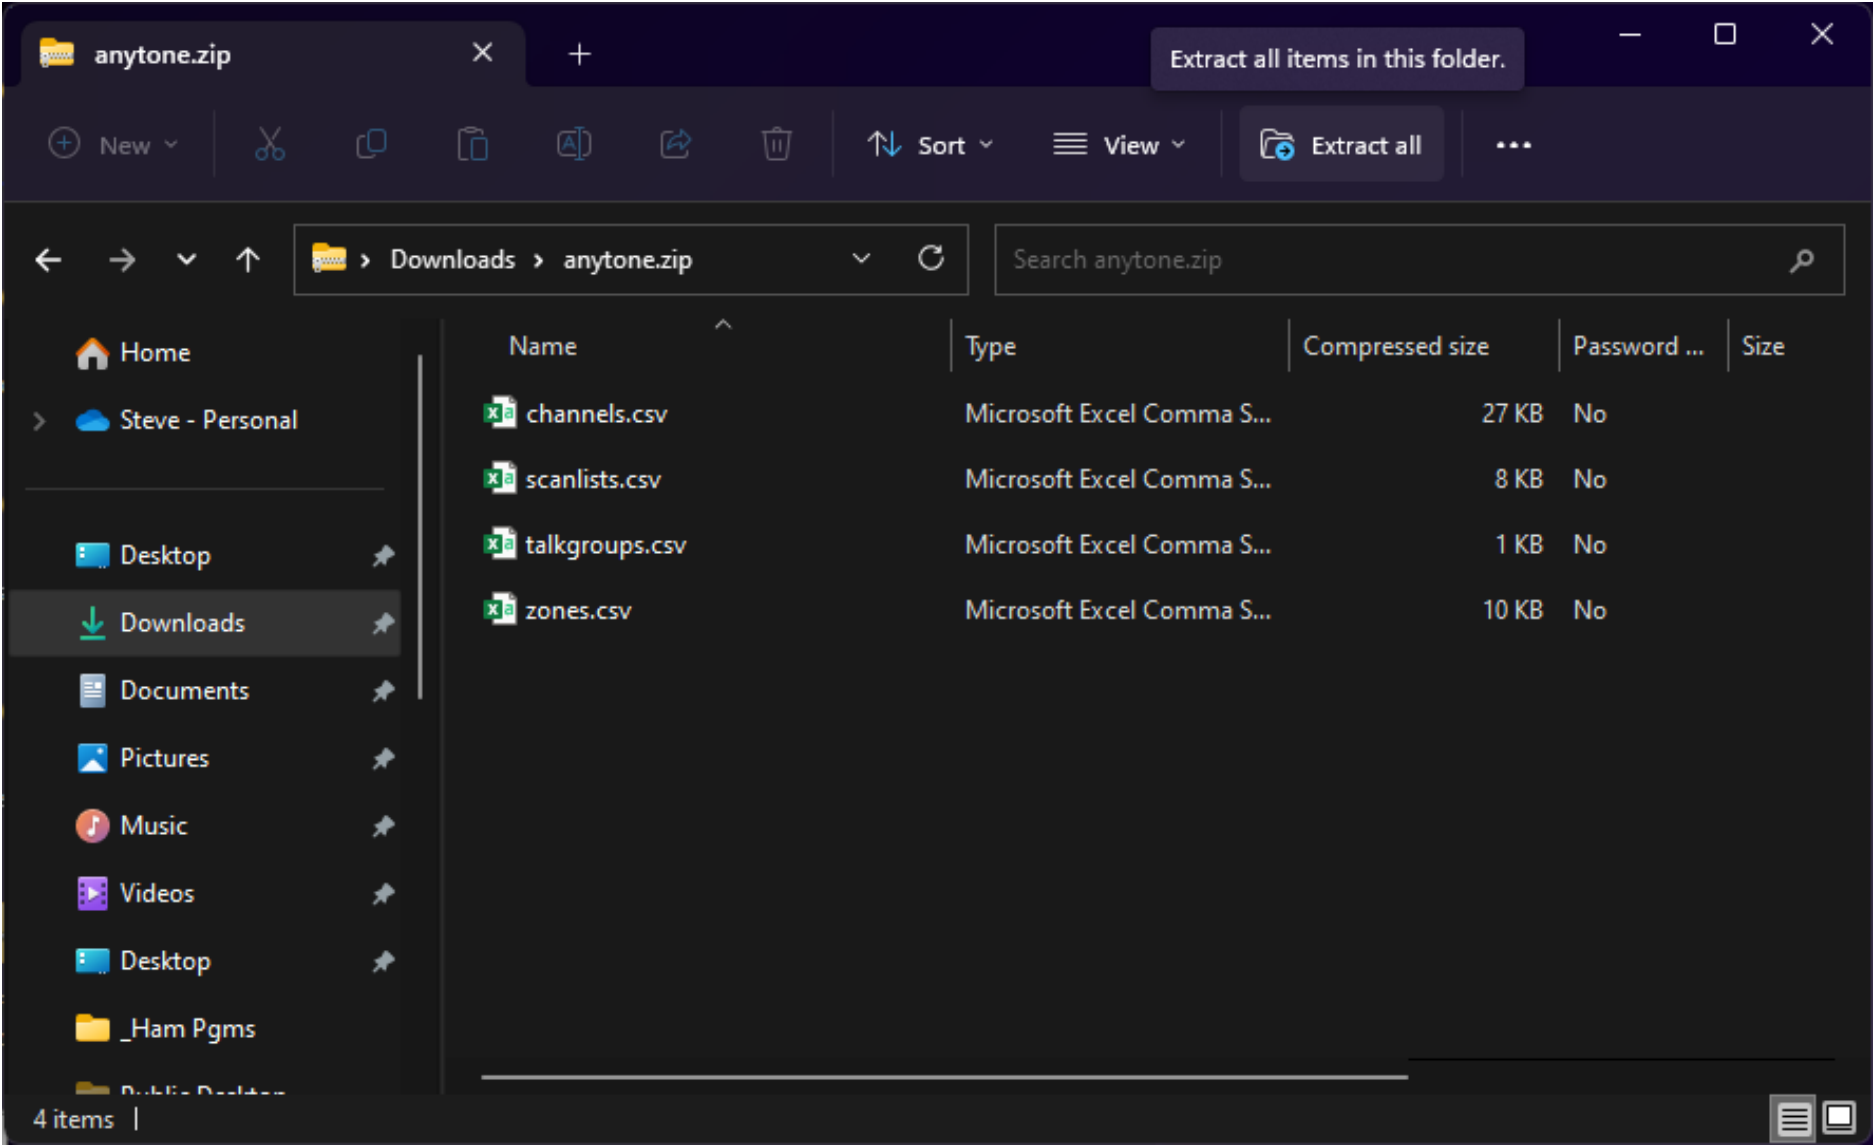 anytone.zip
Extract all items in this folder.
New
Sort
View
Extract all
Downloads > anytone.zip
Search anytone.zip
Home
Steve - Personal
Desktop
Downloads
Documents
Pictures
Music
Videos
Desktop
_Ham Pgms
Public Desktop
Name Type Compressed size Password ... Size
channels.csv Microsoft Excel Comma S... 27 KB No
scanlists.csv Microsoft Excel Comma S... 8 KB No
talkgroups.csv Microsoft Excel Comma S... 1 KB No
zones.csv Microsoft Excel Comma S... 10 KB No
4 items